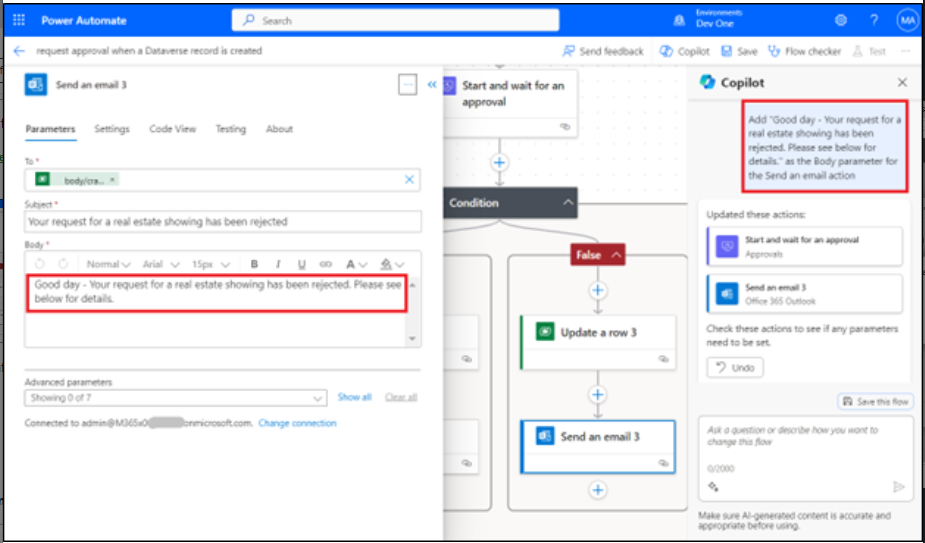 Power Automate
Search
Environments
Dev One
MA
request approval when a Dataverse record is created
Send feedback
Copilot
Save
Flow checker
Test
Send an email 3
Parameters
Settings
Code View
Testing
About
To *
body/cra...
Subject *
Your request for a real estate showing has been rejected
Body *
Normal
Arial
15px
B
I
U
A
Good day - Your request for a real estate showing has been rejected. Please see
below for details.
Advanced parameters
Showing 0 of 7
Show all
Clear all
Connected to admin@M365x0 onmicrosoft.com. Change connection
Start and wait for an
approval
Condition
False
Update a row 3
Send an email 3
Copilot
Add "Good day - Your request for a
real estate showing has been
rejected. Please see below for
details." as the Body parameter for
the Send an email action
Updated these actions:
Start and wait for an approval
Approvals
Send an email 3
Office 365 Outlook
Check these actions to see if any parameters
need to be set.
Undo
Save this flow
Ask a question or describe how you want to
change this flow
0/2000
Make sure AI-generated content is accurate and
appropriate before using.